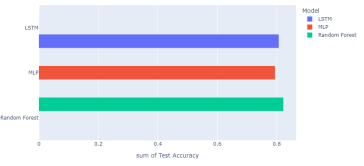 Model
LSTM
MLP
Random Forest
LSTM
MLP
Random Forest
0
0.2
0.4
0.6
0.8
sum of Test Accuracy